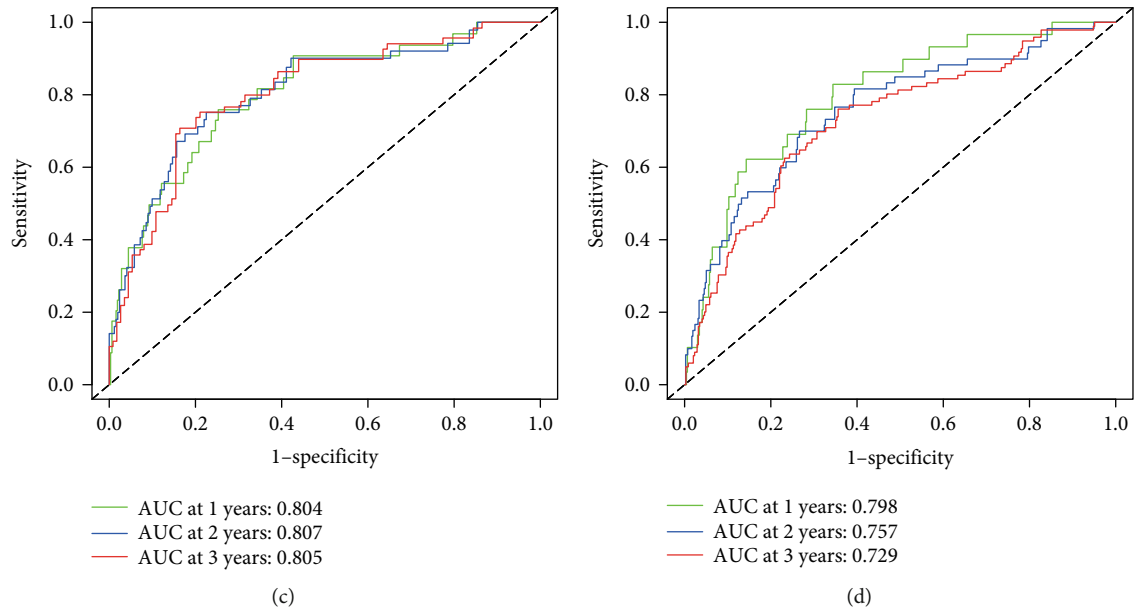 1.0
0.8
0.6
0.4
0.2
0.0
Sensitivity
0.0 0.2 0.4 0.6 0.8 1.0
1–specificity
AUC at 1 years: 0.804
AUC at 2 years: 0.807
AUC at 3 years: 0.805
(c)
1.0
0.8
0.6
0.4
0.2
0.0
Sensitivity
0.0 0.2 0.4 0.6 0.8 1.0
1–specificity
AUC at 1 years: 0.798
AUC at 2 years: 0.757
AUC at 3 years: 0.729
(d)